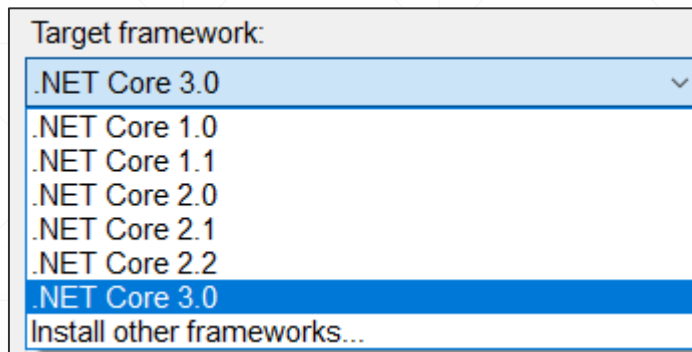 Target framework:
.NET Core 3.0
.NET Core 1.0
.NET Core 1.1
.NET Core 2.0
.NET Core 2.1
.NET Core 2.2
.NET Core 3.0
Install other frameworks...